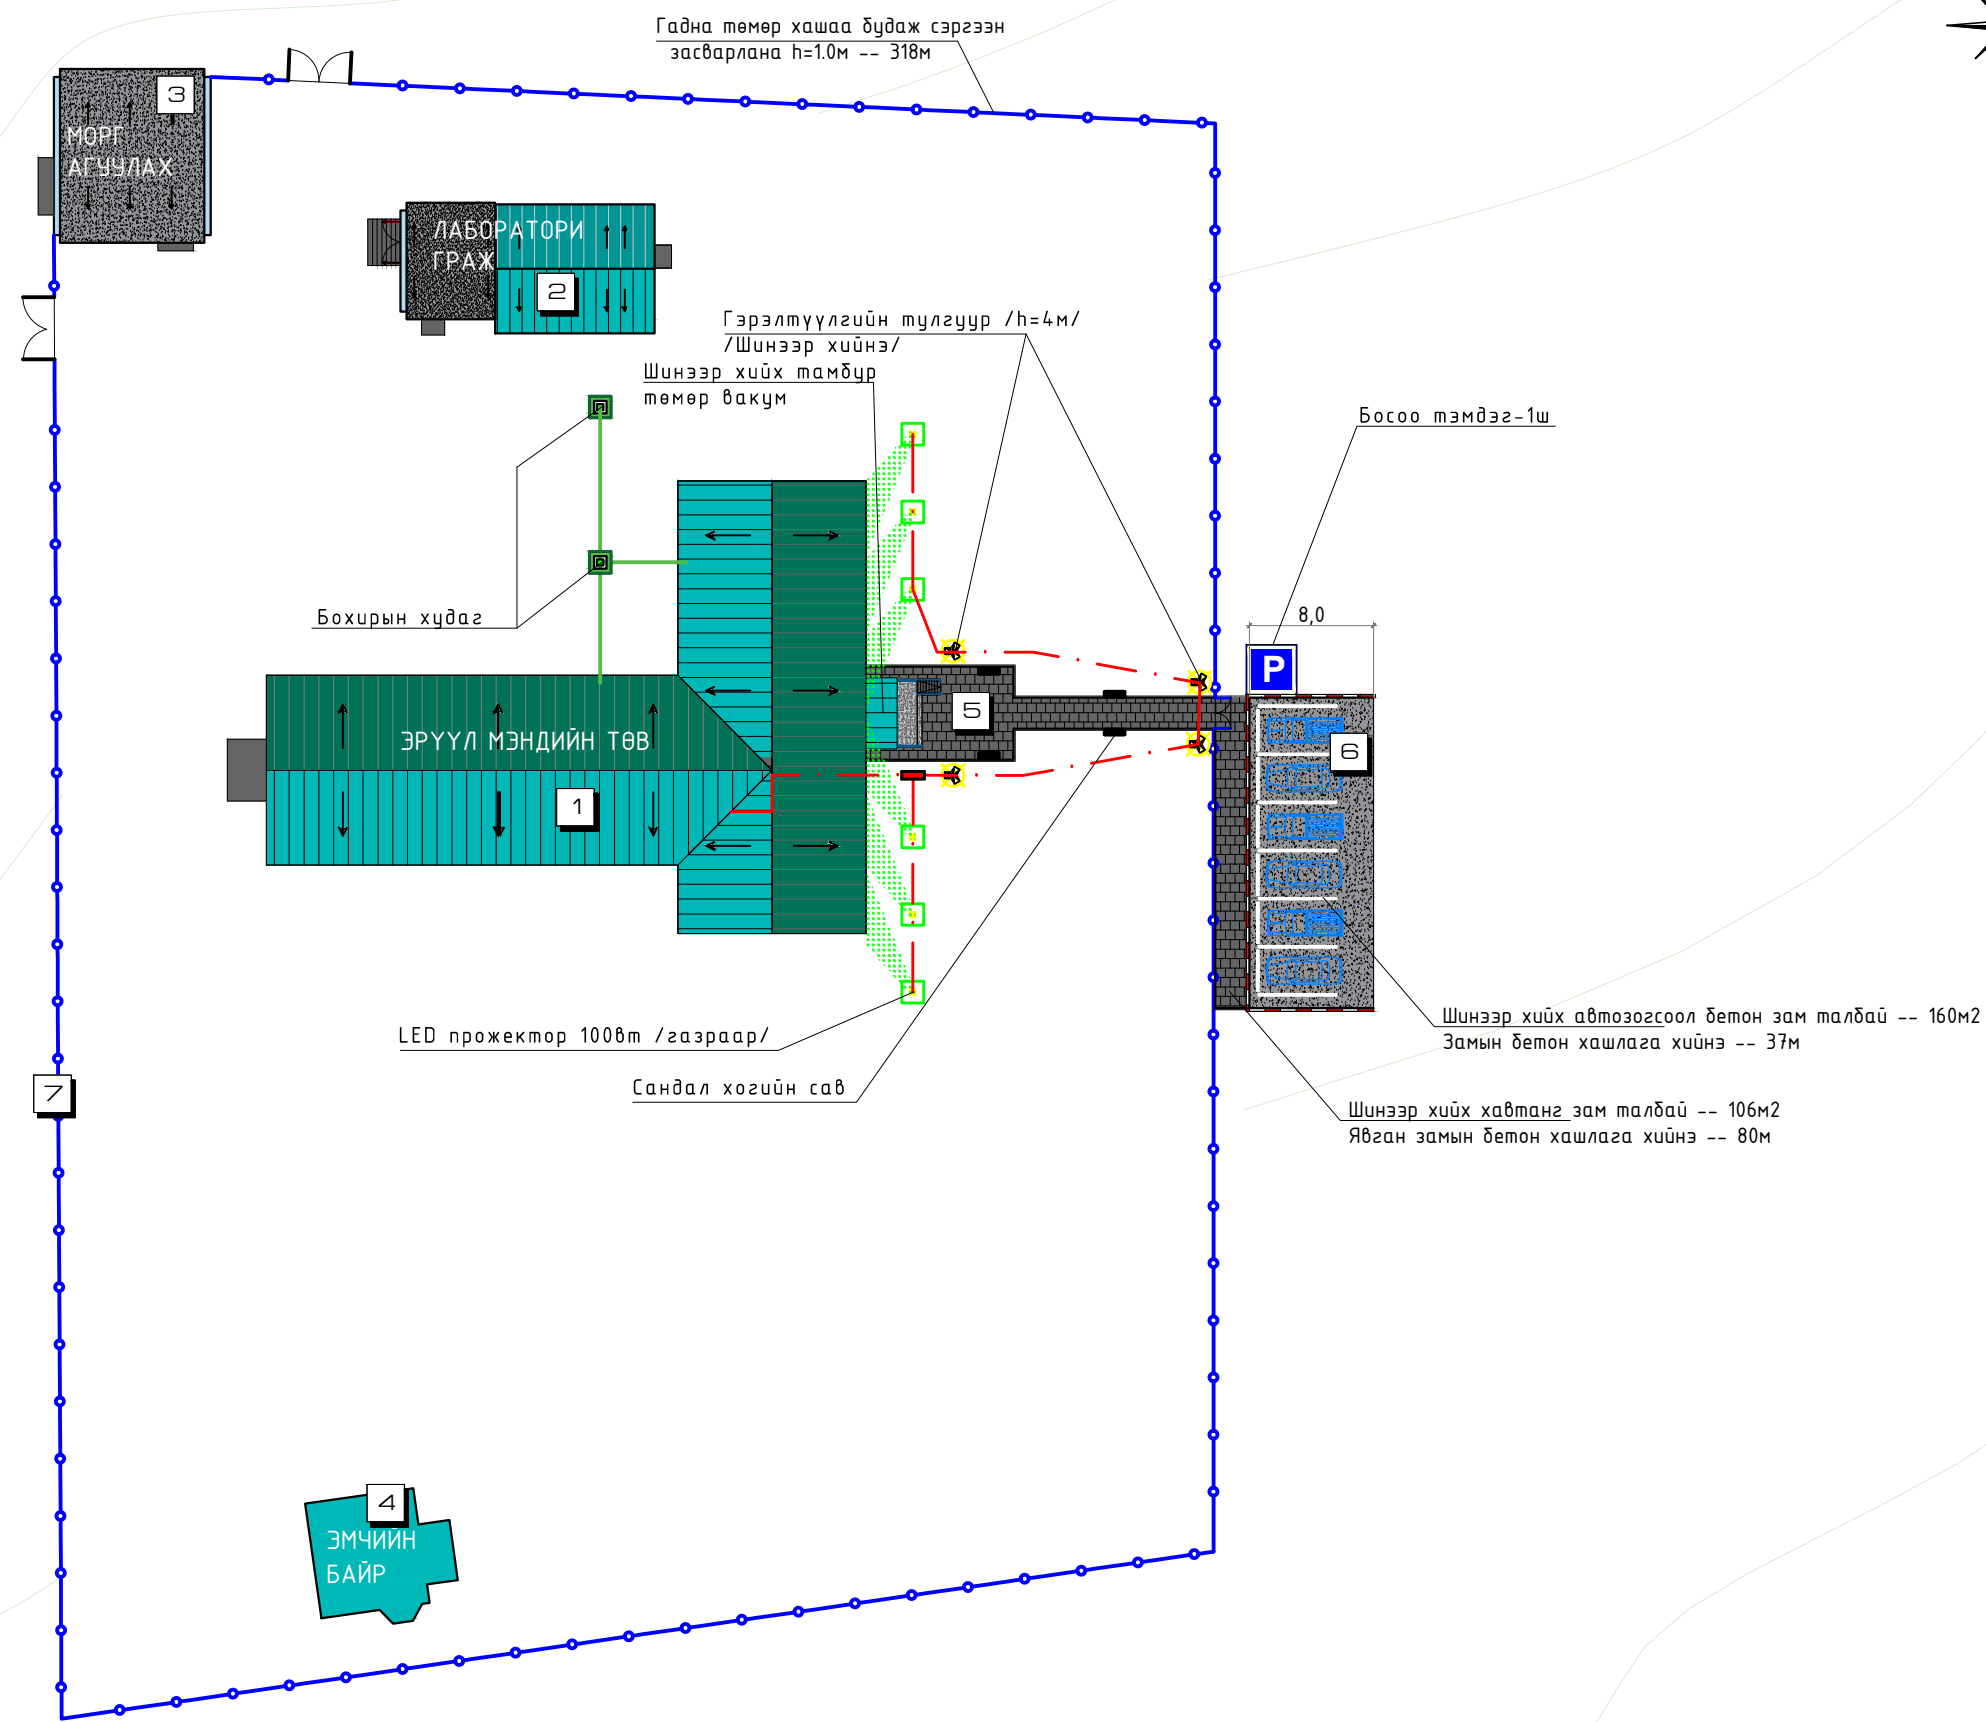 Гадна төмөр хашаа будаж сэргээн
засварлана h=1.0м -- 318м
3
МОРГ
АГУУЛАХ
ЛАБОРАТОРИ
ГРАЖ
2
Гэрэлтүүлгийн тулгуур /h=4м/
/Шинээр хийнэ/
Шинээр хийх тамбур
төмөр вакум
Босоо тэмдэг-1ш
Бохирын худаг
8,0
P
5
6
ЭРҮҮЛ МЭНДИЙН ТӨВ
1
LED прожектор 100вт /газраар/
Сандал хогийн сав
Шинээр хийх автозогсоол бетон зам талбай -- 160м2
Замын бетон хашлага хийнэ -- 37м
Шинээр хийх хавтанг зам талбай -- 106м2
Явган замын бетон хашлага хийнэ -- 80м
7
4
ЭМЧИЙН
БАЙР